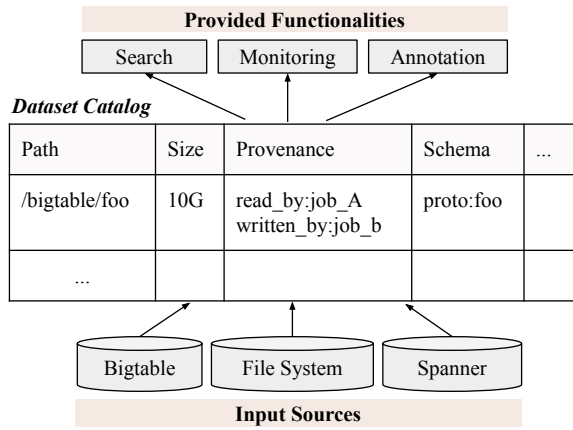 Provided Functionalities
Search Monitoring Annotation
Dataset Catalog
Path Size Provenance Schema ...
/bigtable/foo 10G read_by:job_A proto:foo
written_by:job_b
...
Bigtable File System Spanner
Input Sources